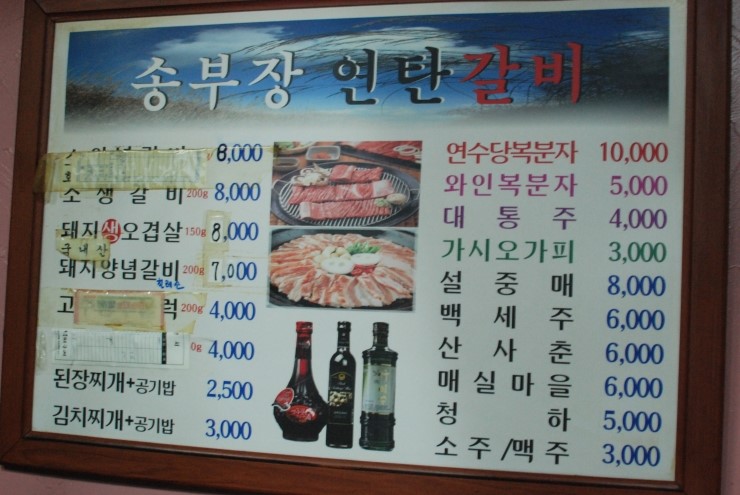 송부장 연탄갈비
8,000
소생갈비 200g 8,000
돼지생오겹살 150g 8,000
국내산
돼지양념갈비 200g 7,000
200g 4,000
4,000
된장찌개+공기밥 2,500
김치찌개+공기밥 3,000
연수당복분자 10,000
와인복분자 5,000
대통주 4,000
가시오가피 3,000
설중매 8,000
백세주 6,000
산사춘 6,000
매실마을 6,000
청하 5,000
소주/맥주 3,000